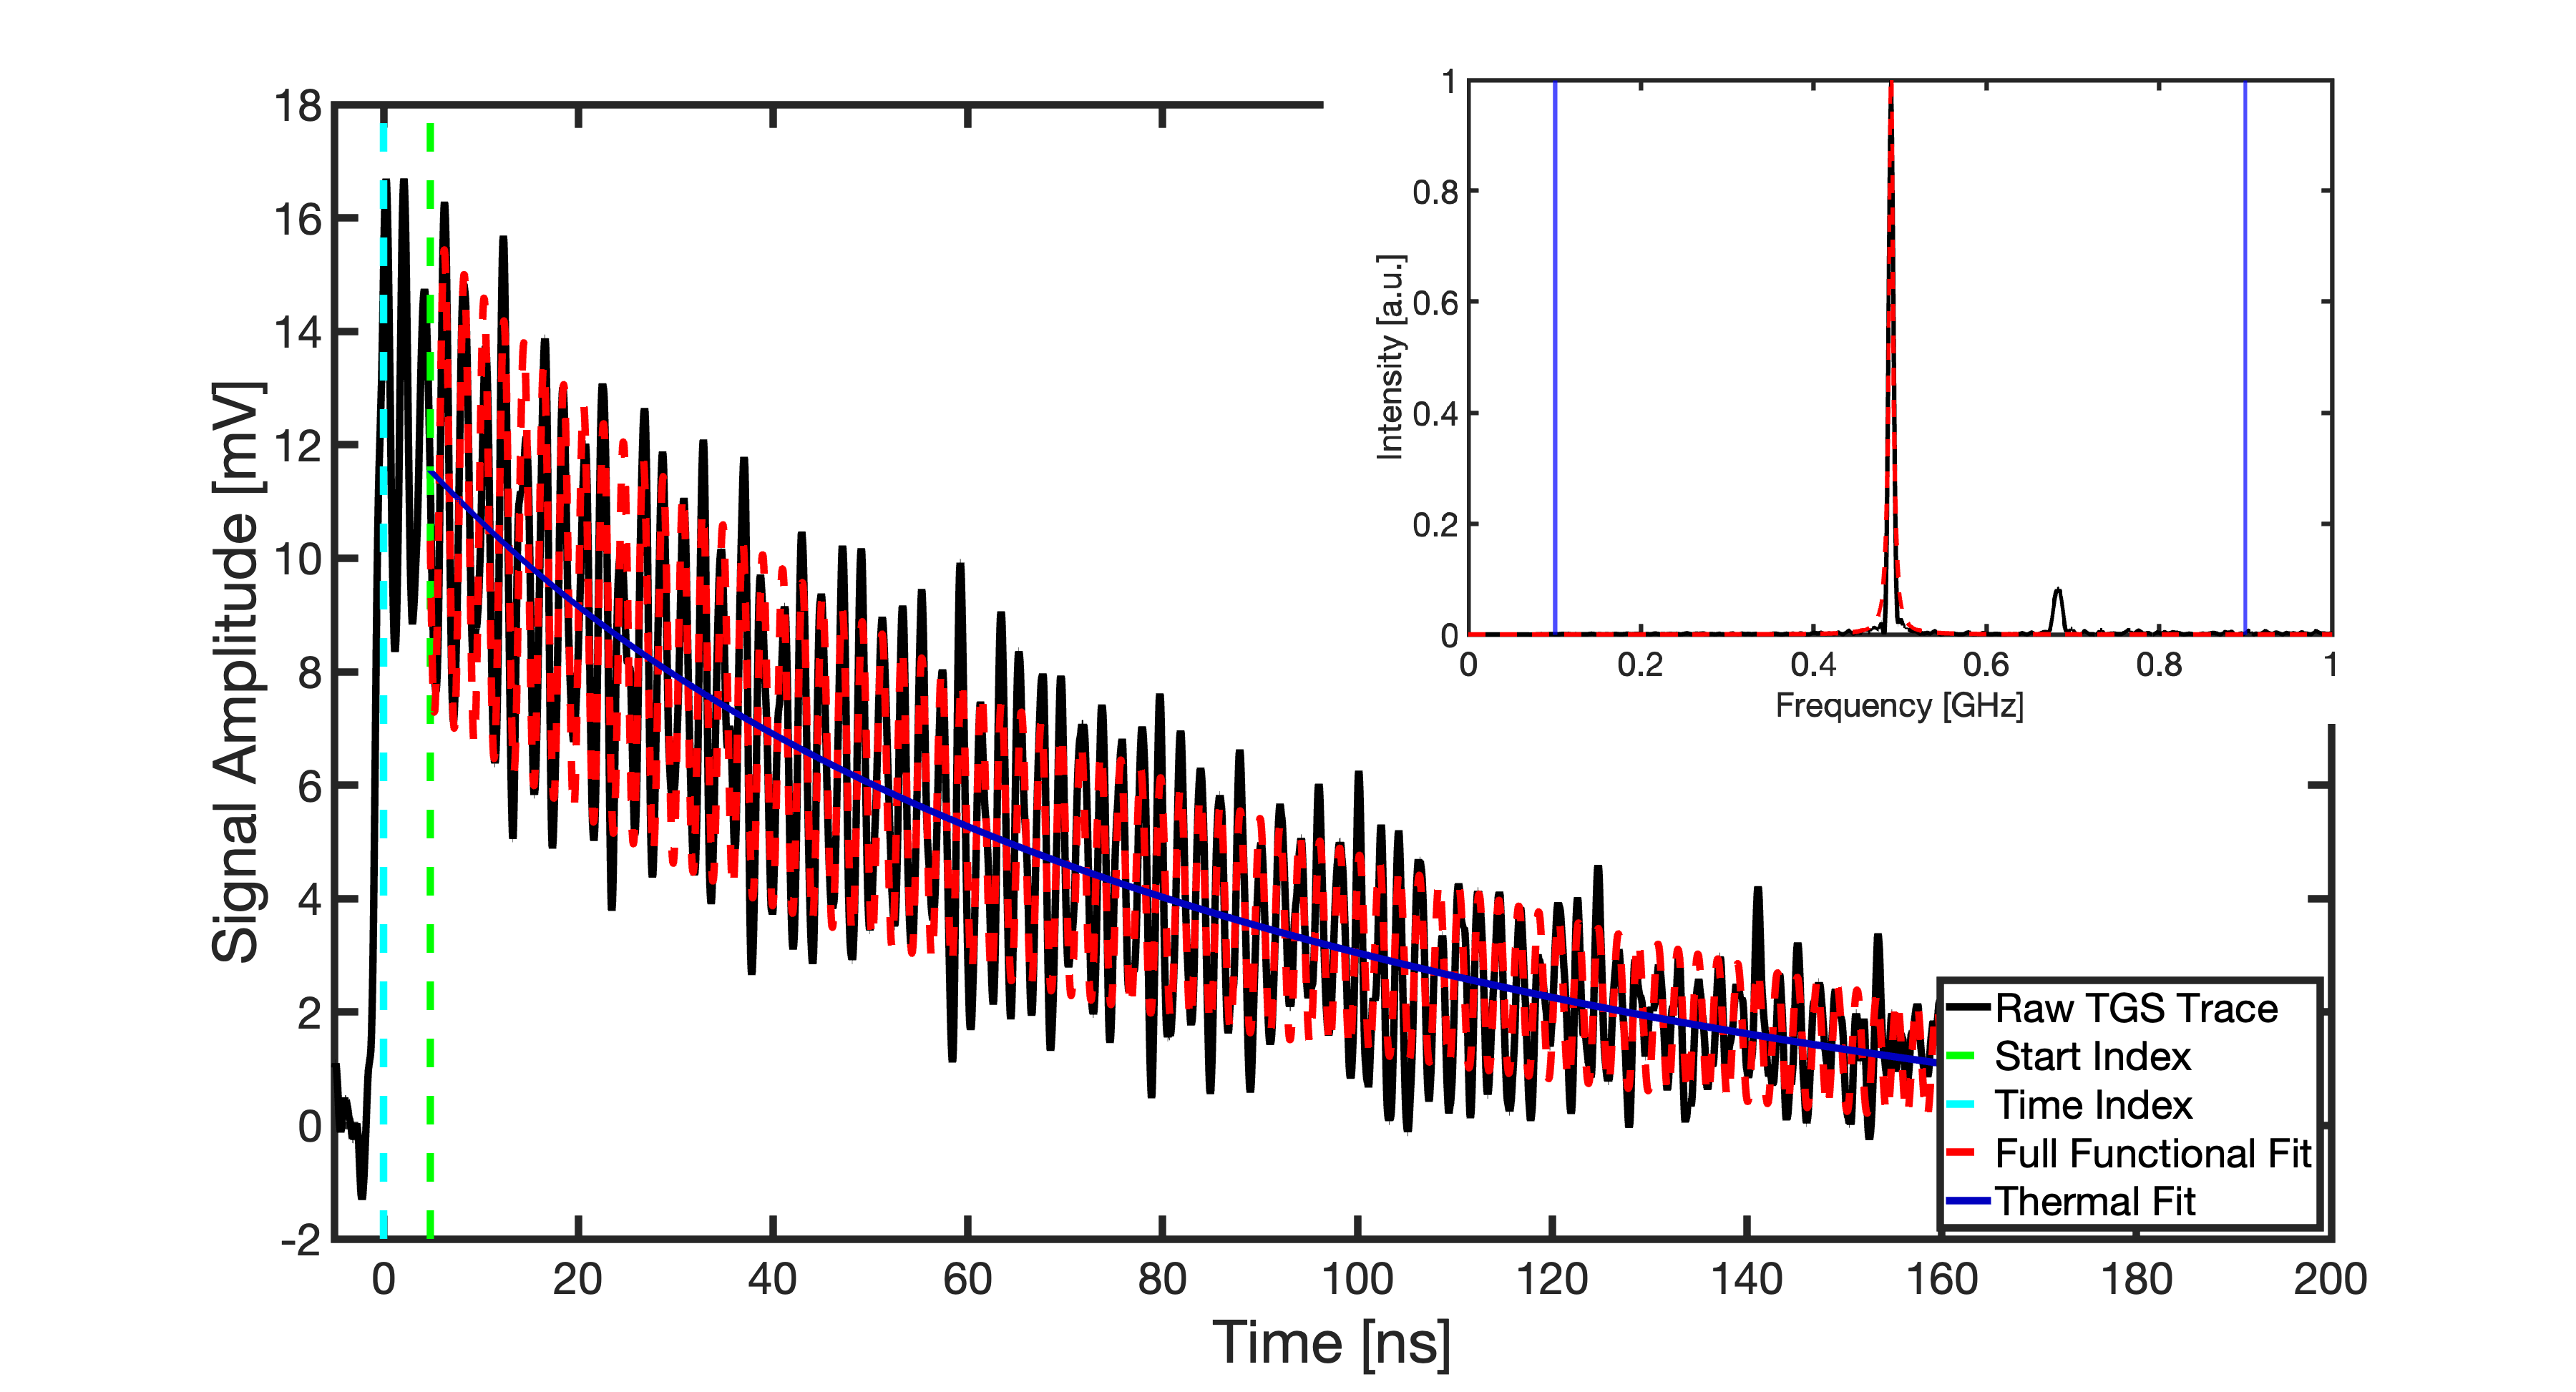 18
16
14
12
10
8
6
4
2
0
-2
Signal Amplitude [mV]
0 20 40 60 80 100 120 140 160 180 200
Time [ns]
1
0.8
0.6
0.4
0.2
0
Intensity [a.u.]
0 0.2 0.4 0.6 0.8 1
Frequency [GHz]
Raw TGS Trace
Start Index
Time Index
Full Functional Fit
Thermal Fit